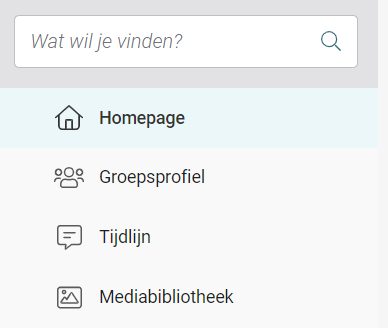 Wat wil je vinden?
Homepage
Groepsprofiel
Tijdlijn
Mediabibliotheek